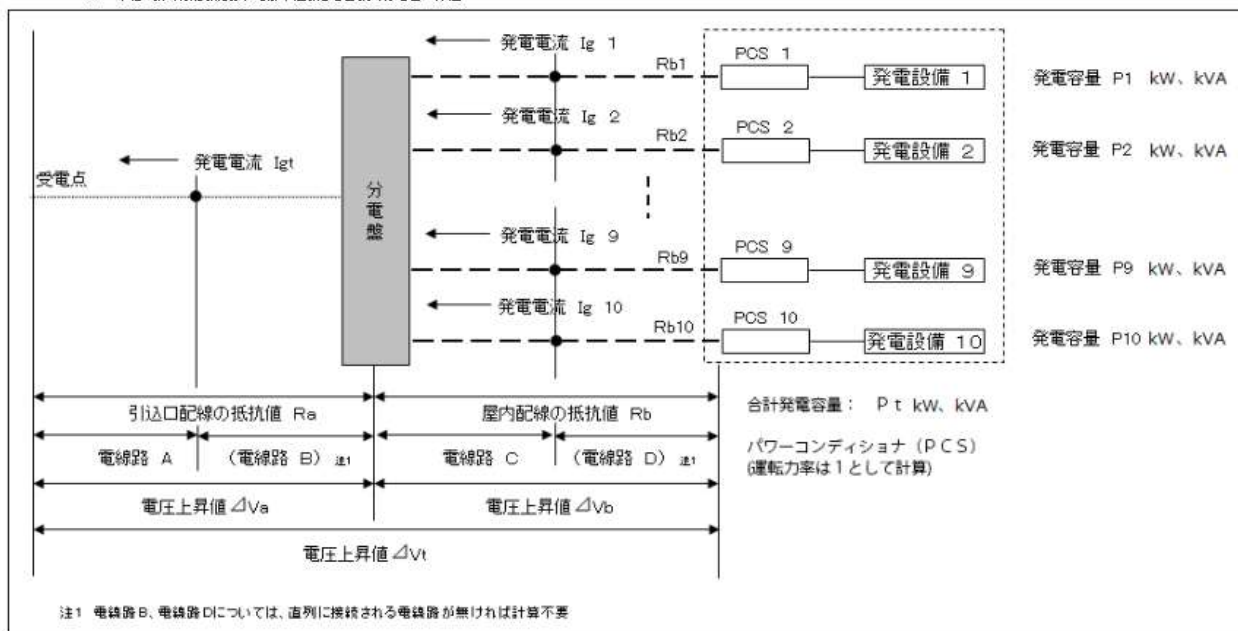 発電電流 Ig 1
Rb1
PCS 1
発電設備 1
発電容量 P1 kW、kVA
発電電流 Ig 2
Rb2
PCS 2
発電設備 2
発電容量 P2 kW、kVA
発電電流 Igt
受電点
分電盤
発電電流 Ig 9
Rb9
PCS 9
発電設備 9
発電容量 P9 kW、kVA
発電電流 Ig 10
Rb10
PCS 10
発電設備 10
発電容量 P10 kW、kVA
引込口配線の抵抗値 Ra
屋内配線の抵抗値 Rb
合計発電容量： Pt kW、kVA
電線路 A
(電線路 B) 注1
電線路 C
(電線路 D) 注1
パワーコンディショナ（PCS）
(運転力率は1として計算)
電圧上昇値⊿Va
電圧上昇値⊿Vb
電圧上昇値⊿Vt
注1 電線路B、電線路Dについては、直列に接続される電線路が無ければ計算不要